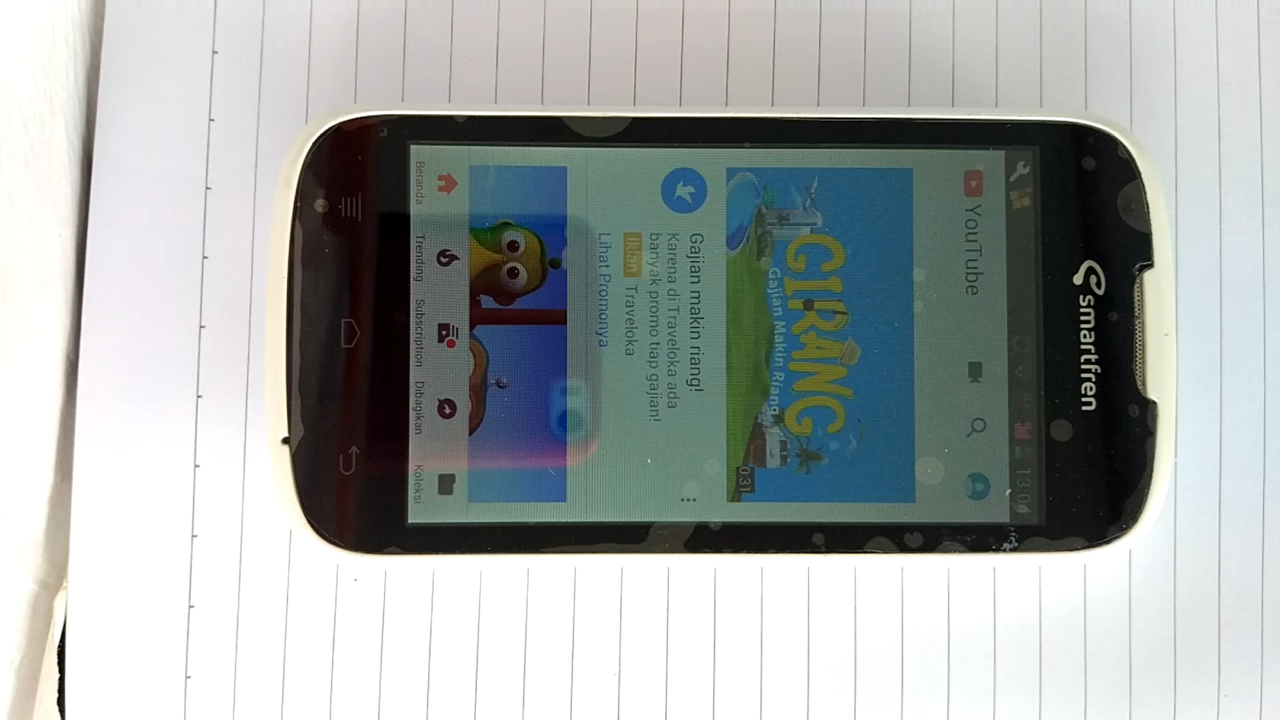 smartfren
13:04
YouTube
GIRANG
Gajian Makin Riang
0:31
Gajian makin riang!
Karena di Traveloka ada
banyak promo tiap gajian!
Iklan Traveloka
Lihat Promonya
Beranda Trending Subscription Dibagikan Koleksi